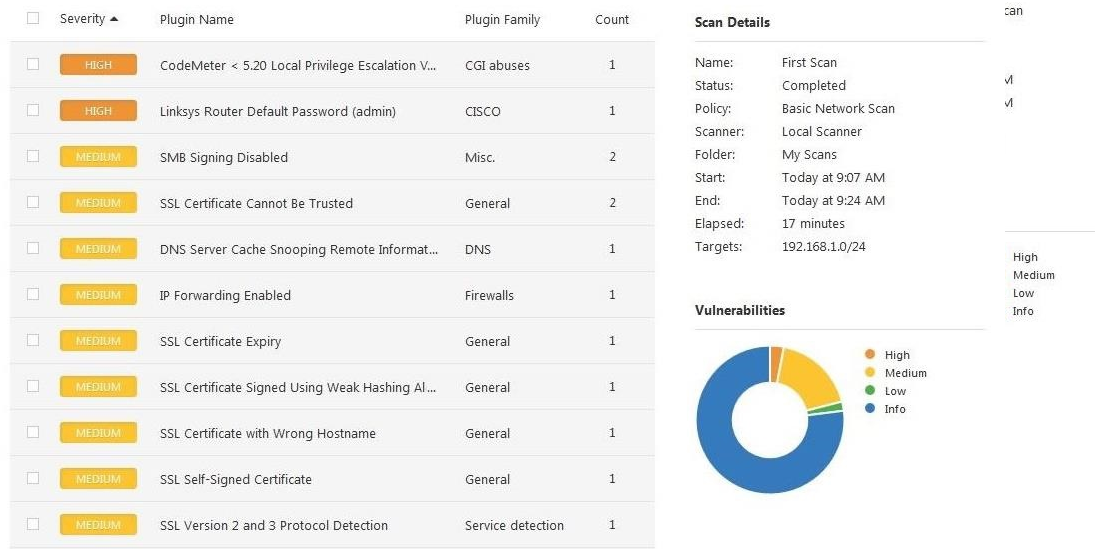 Severity Plugin Name Plugin Family Count
HIGH CodeMeter < 5.20 Local Privilege Escalation V... CGI abuses 1
HIGH Linksys Router Default Password (admin) CISCO 1
MEDIUM SMB Signing Disabled Misc. 2
MEDIUM SSL Certificate Cannot Be Trusted General 2
MEDIUM DNS Server Cache Snooping Remote Informat... DNS 1
MEDIUM IP Forwarding Enabled Firewalls 1
MEDIUM SSL Certificate Expiry General 1
MEDIUM SSL Certificate Signed Using Weak Hashing Al... General 1
MEDIUM SSL Certificate with Wrong Hostname General 1
MEDIUM SSL Self-Signed Certificate General 1
MEDIUM SSL Version 2 and 3 Protocol Detection Service detection 1
Scan Details
Name: First Scan
Status: Completed
Policy: Basic Network Scan
Scanner: Local Scanner
Folder: My Scans
Start: Today at 9:07 AM
End: Today at 9:24 AM
Elapsed: 17 minutes
Targets: 192.168.1.0/24
Vulnerabilities
High
Medium
Low
Info
can
M
M
High
Medium
Low
Info